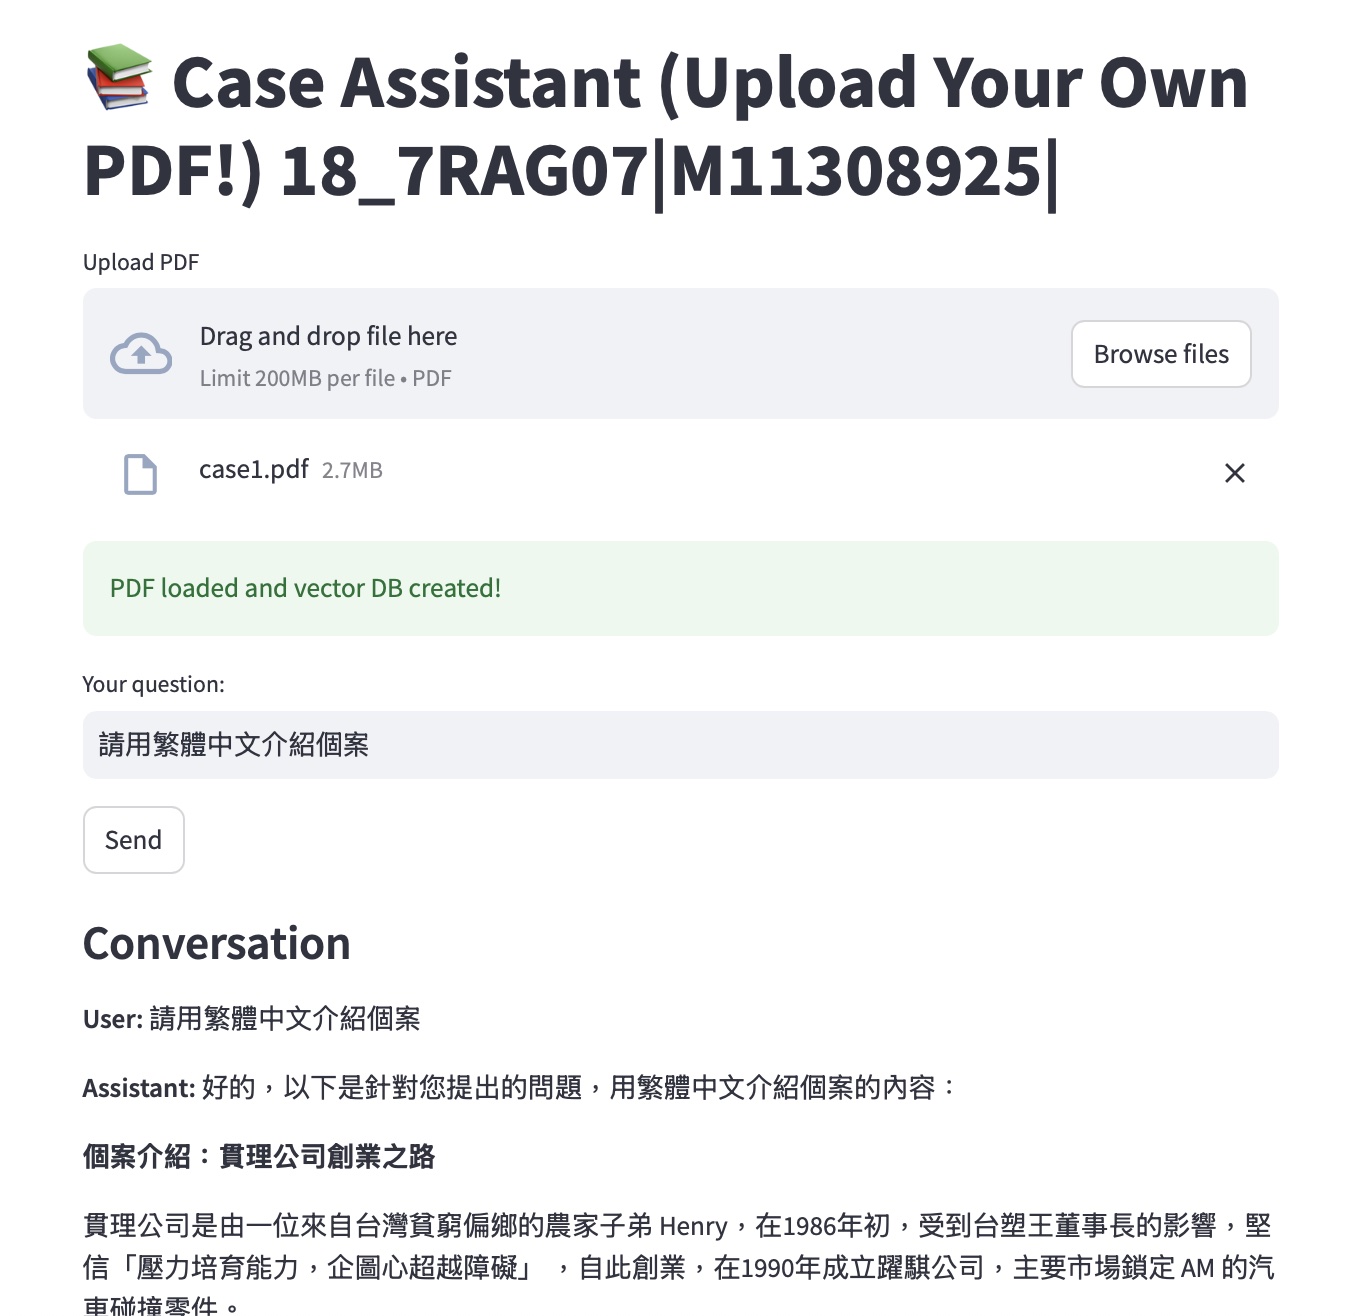 📚 Case Assistant (Upload Your Own
PDF!) 18_7RAG07|M11308925|
Upload PDF
Drag and drop file here
Limit 200MB per file • PDF
Browse files
case1.pdf 2.7MB
PDF loaded and vector DB created!
Your question:
請用繁體中文介紹個案
Send
Conversation
User: 請用繁體中文介紹個案
Assistant: 好的，以下是針對您提出的問題，用繁體中文介紹個案的內容：
個案介紹：貫理公司創業之路
貫理公司是由一位來自台灣貧窮偏鄉的農家子弟 Henry，在1986年初，受到台塑王董事長的影響，堅
信「壓力培育能力，企圖心超越障礙」 ，自此創業，在1990年成立躍騏公司，主要市場鎖定 AM 的汽
車碰撞零件。